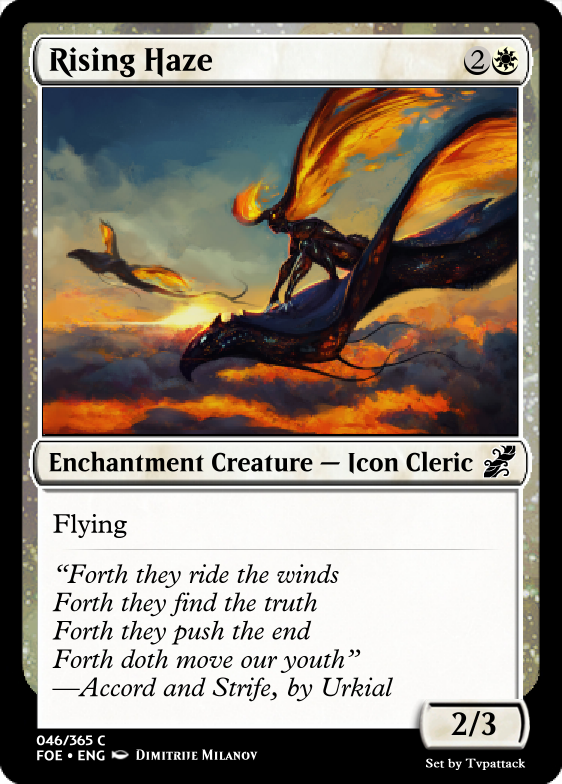 Rising Haze 2
Enchantment Creature — Icon Cleric
Flying
“Forth they ride the winds
Forth they find the truth
Forth they push the end
Forth doth move our youth”
—Accord and Strife, by Urkial
2/3
046/365 C
FOE • ENG Dimitrije Milanov
Set by Tvpattack